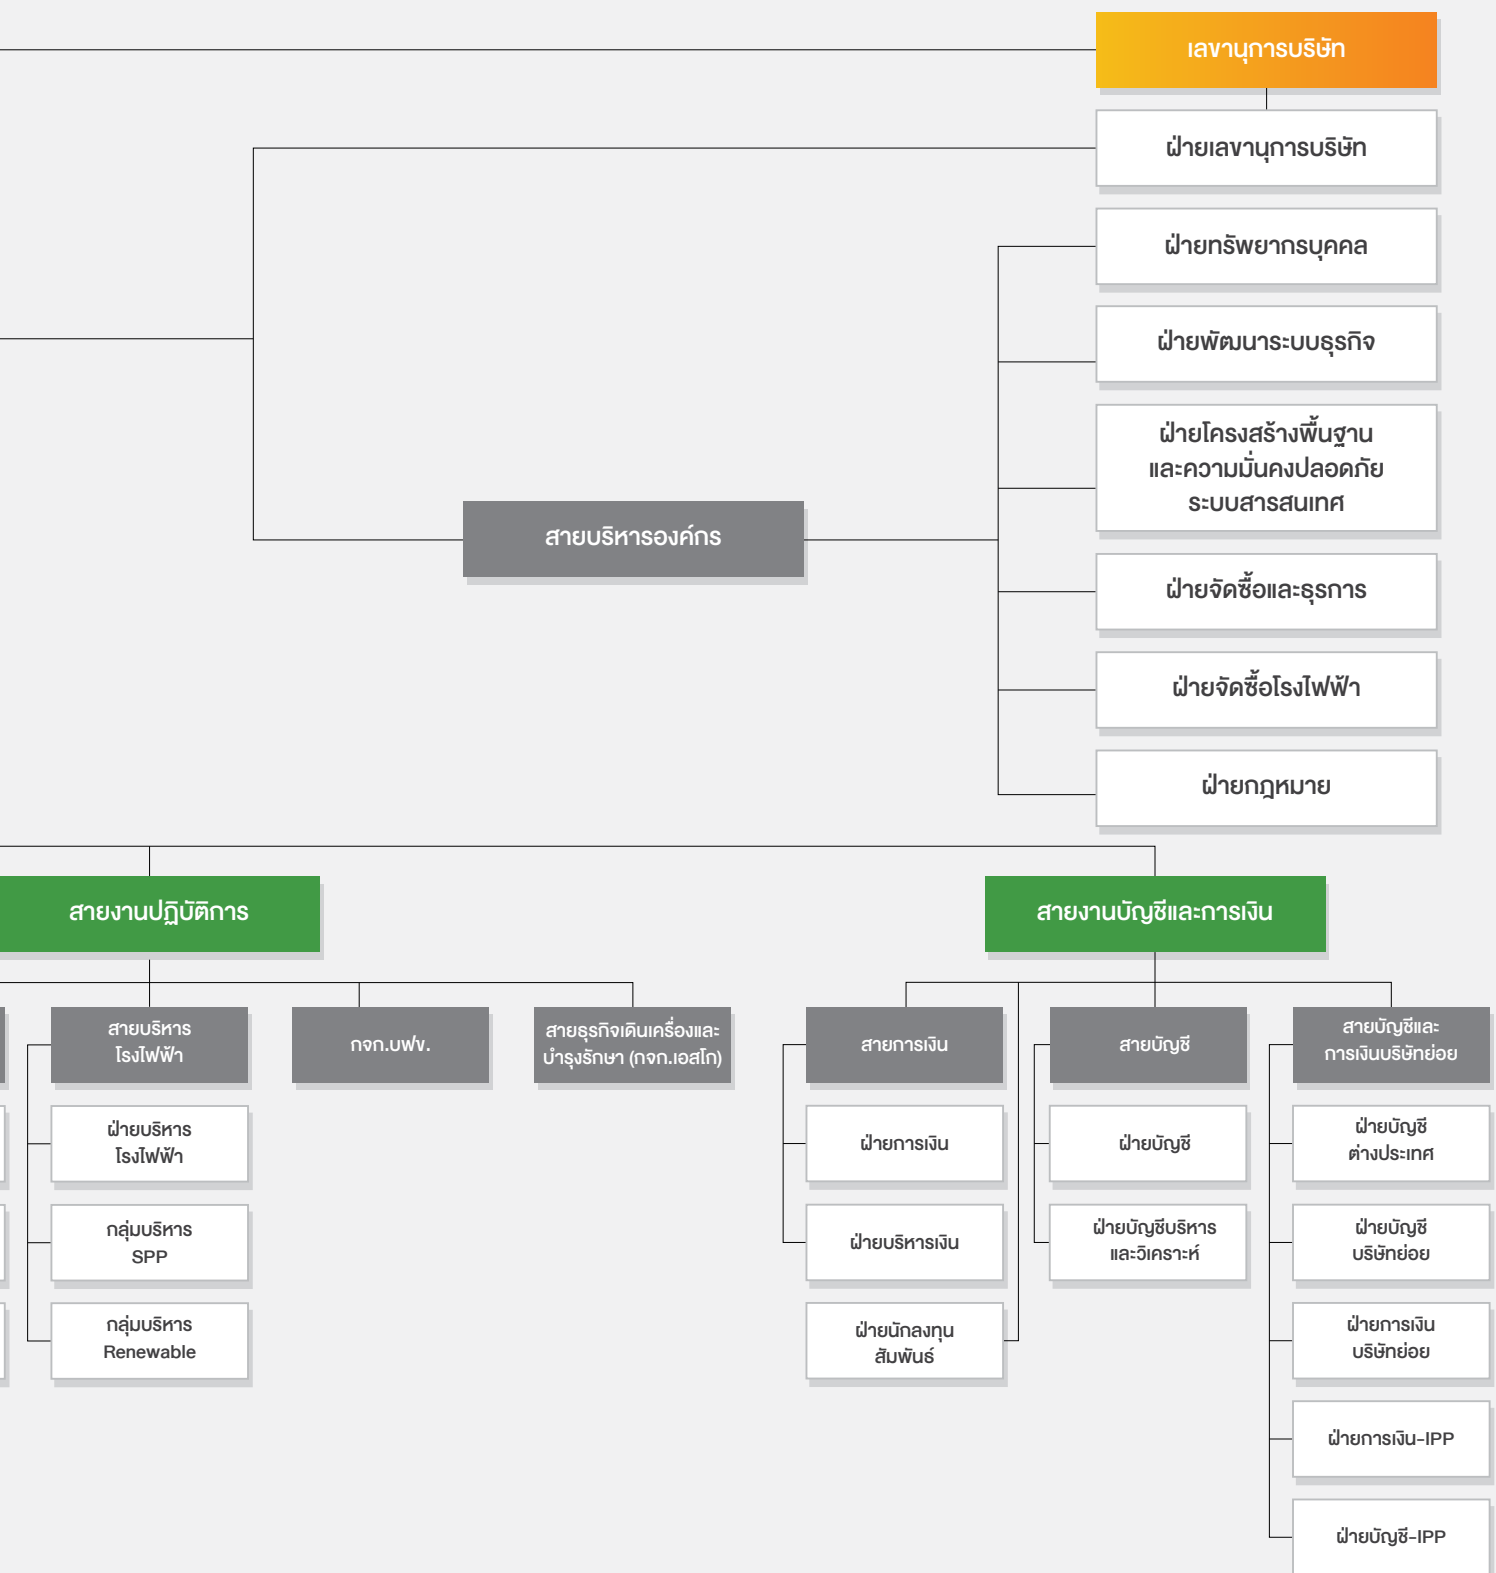 เลขานุการบริษัท
ฝ่ายเลขานุการบริษัท
ฝ่ายทรัพยากรบุคคล
ฝ่ายพัฒนาระบบธุรกิจ
ฝ่ายโครงสร้างพื้นฐาน
และความมั่นคงปลอดภัย
ระบบสารสนเทศ
สายบริหารองค์กร
ฝ่ายจัดซื้อและธุรการ
ฝ่ายจัดซื้อโรงไฟฟ้า
ฝ่ายกฎหมาย
สายงานปฏิบัติการ
สายงานบัญชีและการเงิน
สายบริหาร
โรงไฟฟ้า
กจก.บฟข.
สายธุรกิจเดินเครื่องและ
บำรุงรักษา (กจก.เอสโก)
สายการเงิน
สายบัญชี
สายบัญชีและ
การเงินบริษัทย่อย
ฝ่ายบริหาร
โรงไฟฟ้า
ฝ่ายการเงิน
ฝ่ายบัญชี
ฝ่ายบัญชี
ต่างประเทศ
กลุ่มบริหาร
SPP
ฝ่ายบริหารเงิน
ฝ่ายบัญชีบริหาร
และวิเคราะห์
ฝ่ายบัญชี
บริษัทย่อย
กลุ่มบริหาร
Renewable
ฝ่ายนักลงทุน
สัมพันธ์
ฝ่ายการเงิน
บริษัทย่อย
ฝ่ายการเงิน-IPP
ฝ่ายบัญชี-IPP